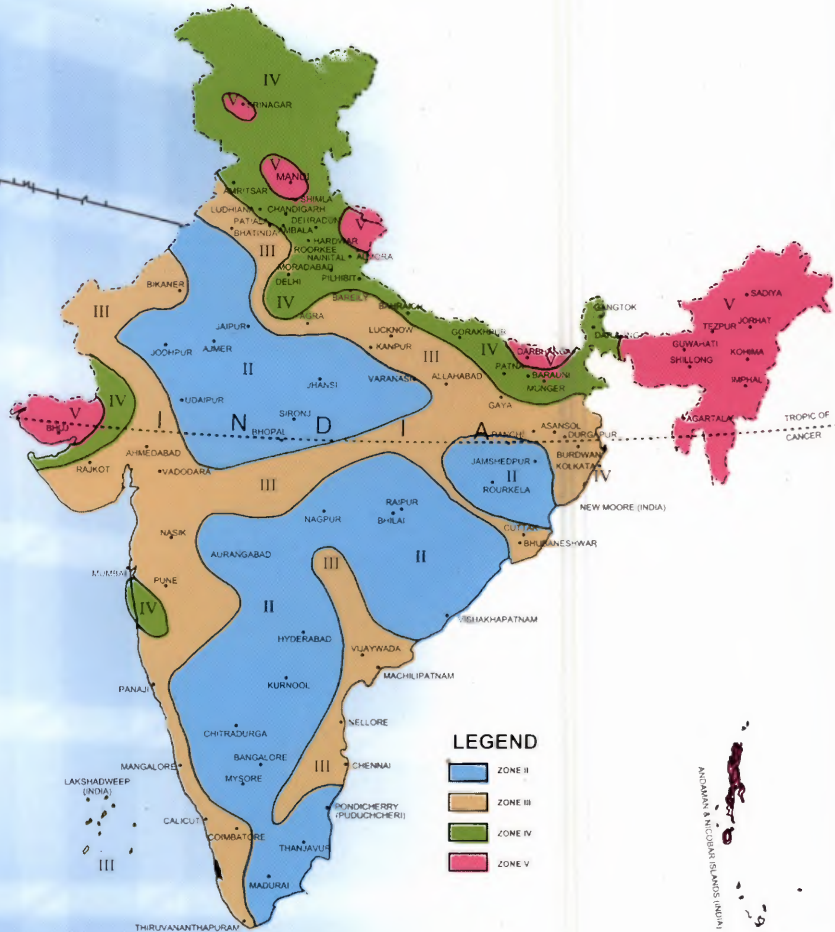 IV
V
SRINAGAR
V
MANDI
AMRITSAR
SHIMLA
LUDHIANA
CHANDIGARH
PATIALA
DEHRADUN
AMBALA
BHATINDA
V
HARDWAR
ROORKEE
NAINITAL
ALMORA
III
MORADABAD
DELHI
PILHIBIT
BIKANER
III
IV
BAREILY
BAHRAICH
AGRA
GANGTOK
V
SADIYA
JAIPUR
LUCKNOW
GORAKHPUR
JORHAT
TEZPUR
JODHPUR
AJMER
KANPUR
IV
DARBHANGA
V
GUWAHATI
KOHIMA
III
SHILLONG
II
PATNA
BARAUNI
VARANASI
JHANSI
ALLAHABAD
MUNGER
IMPHAL
IV
UDAIPUR
GAYA
V
BHUJ
SIRONJ
AGARTALA
TROPIC OF
CANCER
I N D I A
ASANSOL
BHOPAL
RANCHI
DURGAPUR
AHMEDABAD
BURDWAN
JAMSHEDPUR
KOLKATA
RAJKOT
VADODARA
II
IV
III
ROURKELA
RAIPUR
NEW MOORE (INDIA)
NAGPUR
BHILAI
CUTTAK
NASIK
BHUBANESHWAR
AURANGABAD
II
III
MUMBAI
PUNE
IV
II
VISHAKHAPATNAM
HYDERABAD
VIJAYWADA
MACHILIPATNAM
KURNOOL
PANAJI
NELLORE
CHITRADURGA
LEGEND
BANGALORE
MANGALORE
III
CHENNAI
ZONE II
LAKSHADWEEP
(INDIA)
MYSORE
ZONE III
PONDICHERRY
(PUDUCHCHERI)
CALICUT
COIMBATORE
ZONE IV
THANJAVUR
III
ZONE V
MADURAI
THIRUVANANTHAPURAM
ANDAMAN & NICOBAR ISLANDS (INDIA)